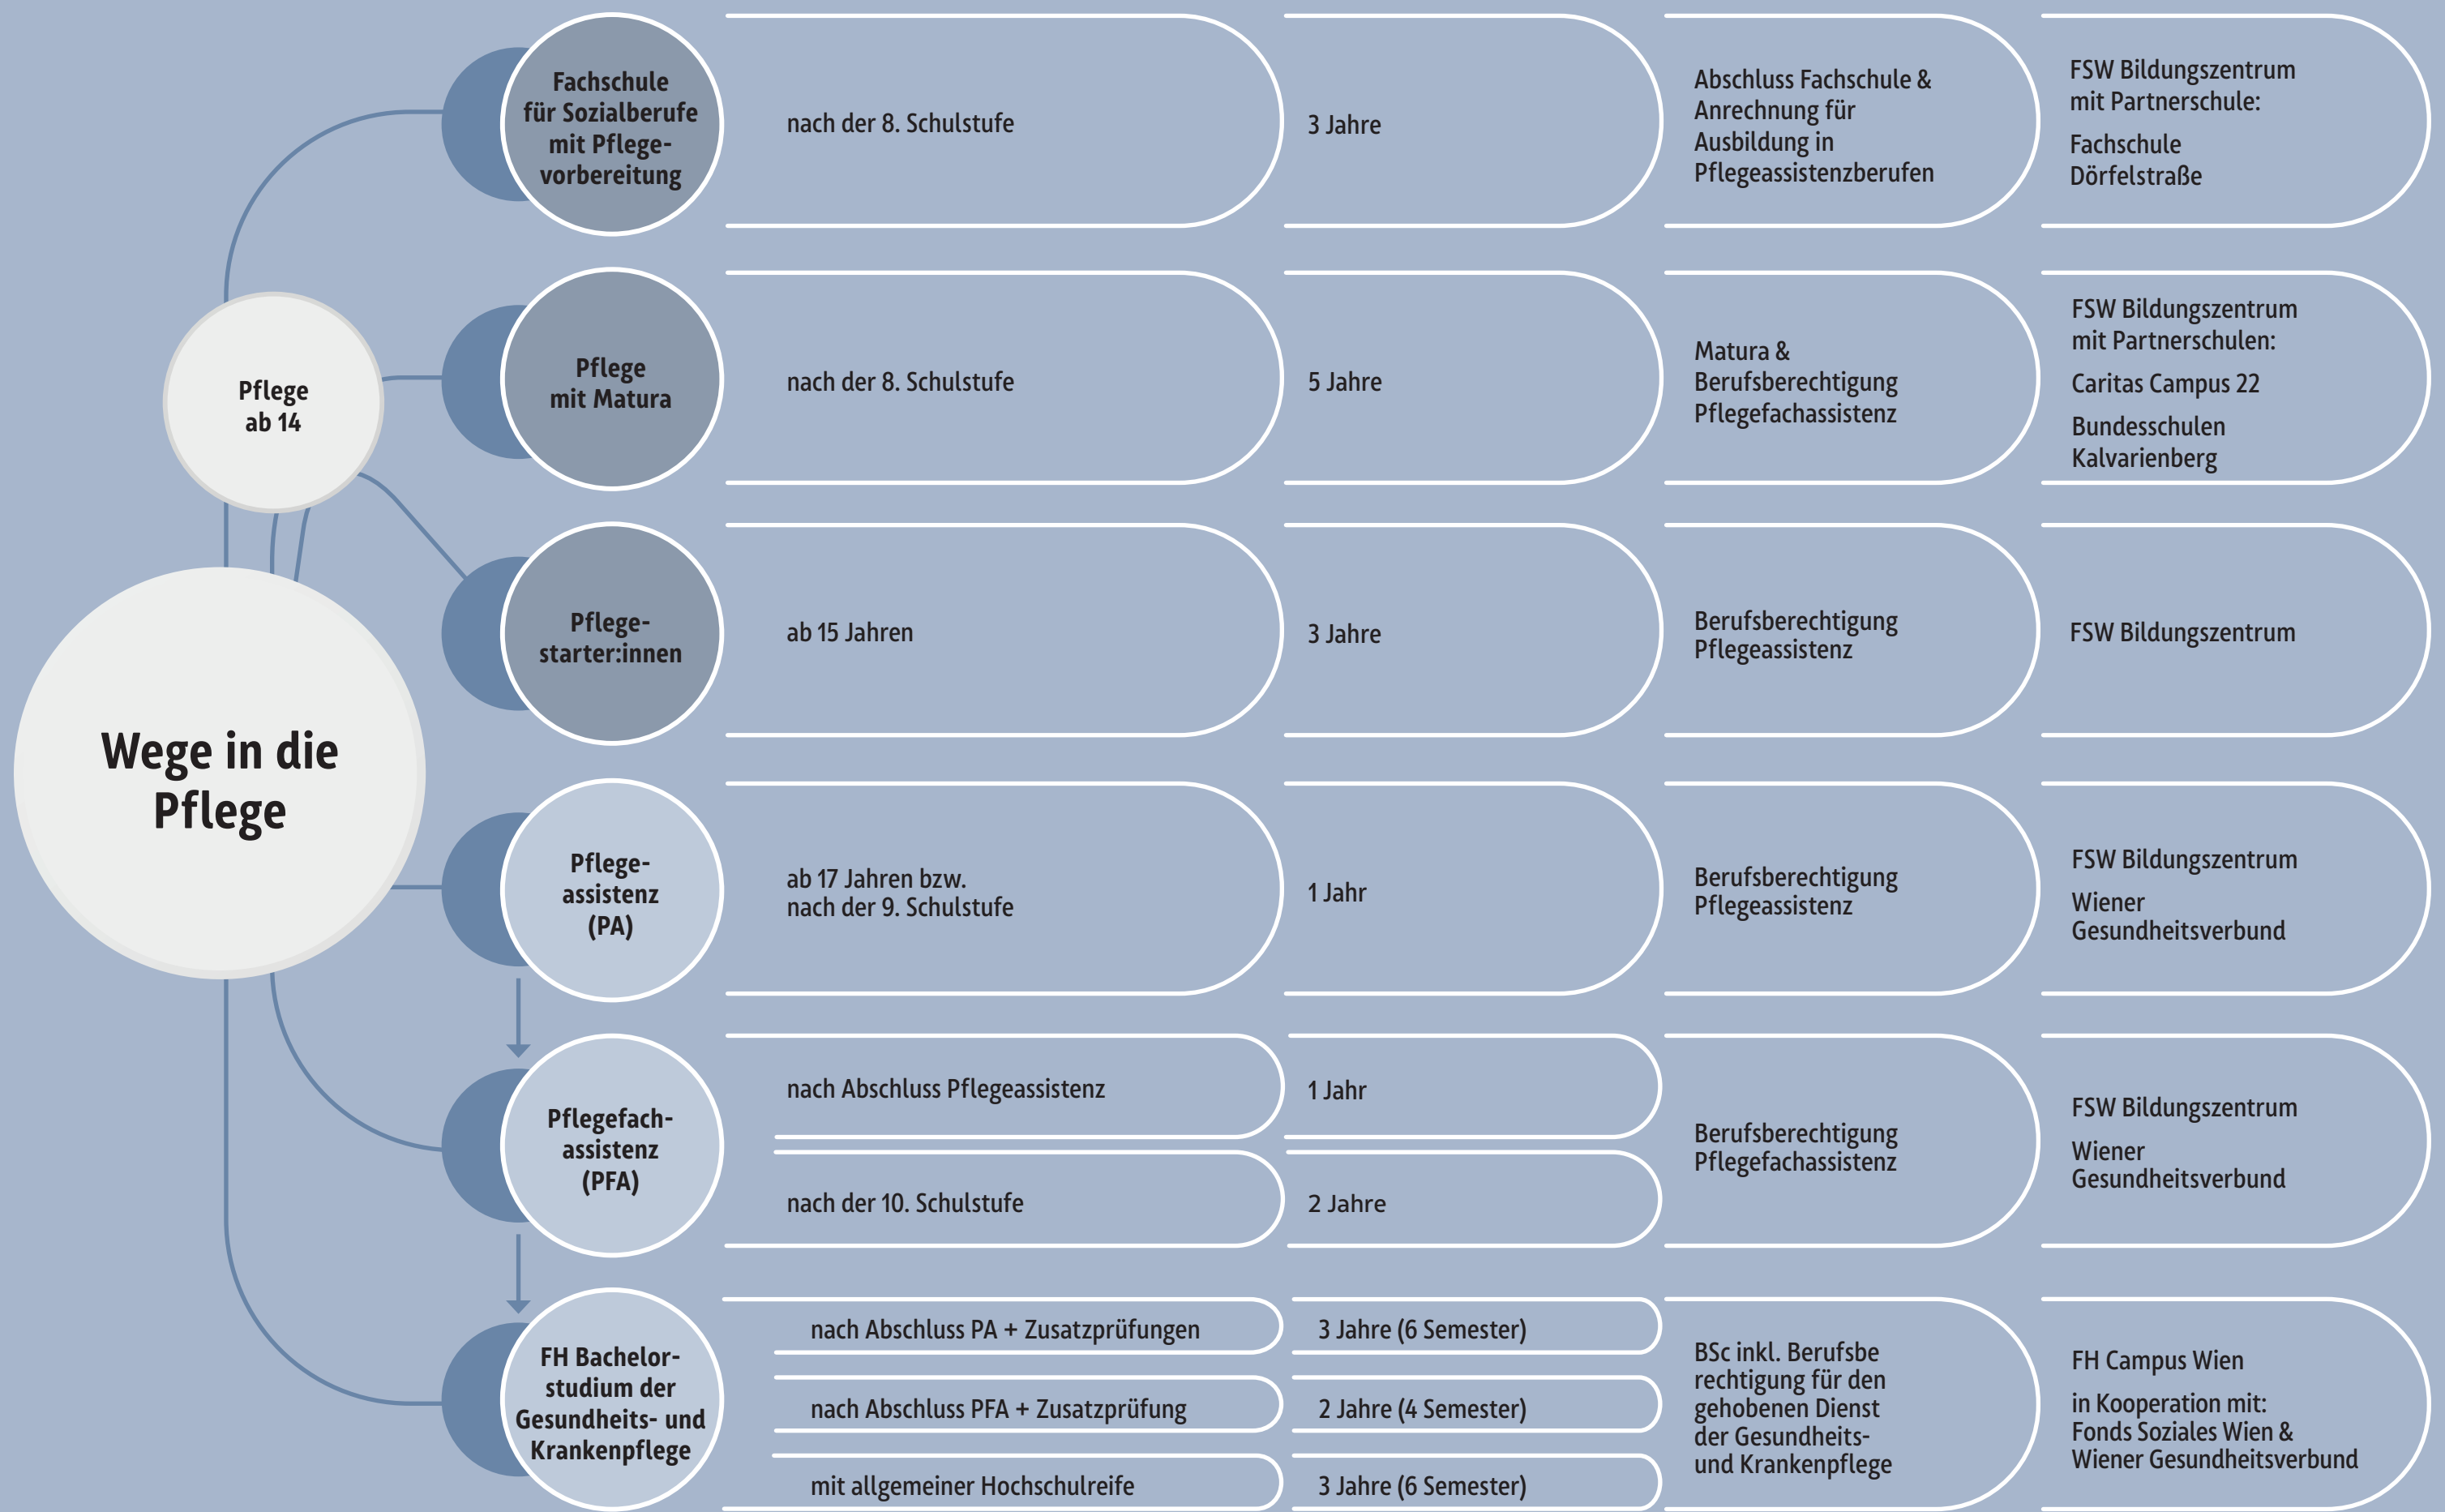 Wege in die
Pflege
Pflege
ab 14
Fachschule
für Sozialberufe
mit Pflege-
vorbereitung
nach der 8. Schulstufe
3 Jahre
Abschluss Fachschule &
Anrechnung für
Ausbildung in
Pflegeassistenzberufen
FSW Bildungszentrum
mit Partnerschule:
Fachschule
Dörfelstraße
Pflege
mit Matura
nach der 8. Schulstufe
5 Jahre
Matura &
Berufsberechtigung
Pflegefachassistenz
FSW Bildungszentrum
mit Partnerschulen:
Caritas Campus 22
Bundesschulen
Kalvarienberg
Pflege-
starter:innen
ab 15 Jahren
3 Jahre
Berufsberechtigung
Pflegeassistenz
FSW Bildungszentrum
Pflege-
assistenz
(PA)
ab 17 Jahren bzw.
nach der 9. Schulstufe
1 Jahr
Berufsberechtigung
Pflegeassistenz
FSW Bildungszentrum
Wiener
Gesundheitsverbund
Pflegefach-
assistenz
(PFA)
nach Abschluss Pflegeassistenz
1 Jahr
nach der 10. Schulstufe
2 Jahre
Berufsberechtigung
Pflegefachassistenz
FSW Bildungszentrum
Wiener
Gesundheitsverbund
FH Bachelor-
studium der
Gesundheits- und
Krankenpflege
nach Abschluss PA + Zusatzprüfungen
3 Jahre (6 Semester)
nach Abschluss PFA + Zusatzprüfung
2 Jahre (4 Semester)
mit allgemeiner Hochschulreife
3 Jahre (6 Semester)
BSc inkl. Berufsbe
rechtigung für den
gehobenen Dienst
der Gesundheits-
und Krankenpflege
FH Campus Wien
in Kooperation mit:
Fonds Soziales Wien &
Wiener Gesundheitsverbund